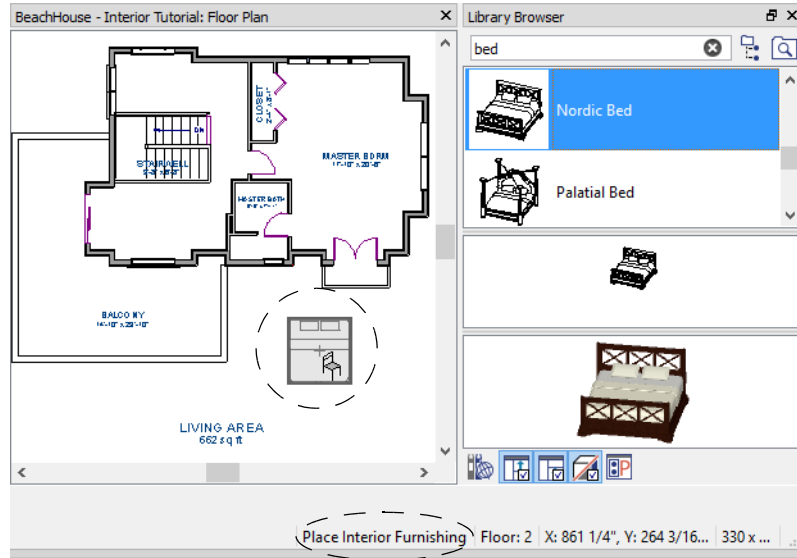 BeachHouse - Interior Tutorial: Floor Plan
Library Browser
bed
Nordic Bed
Palatial Bed
CLOSET
DN
STAIRWELL
MASTER BDRM
MASTER BATH
BALCONY
LIVING AREA
662 sq ft
Place Interior Furnishing
Floor: 2
X: 861 1/4", Y: 264 3/16...
330 x ...